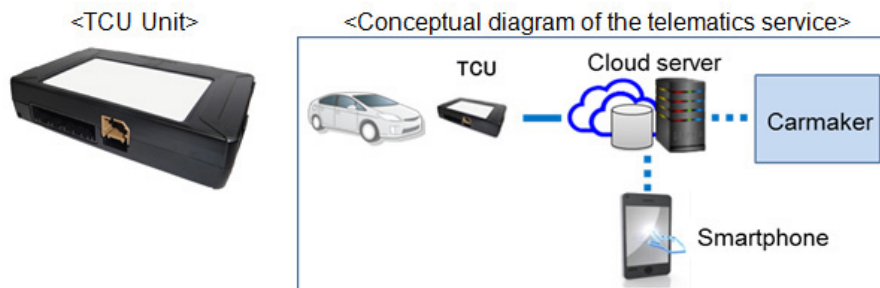 <TCU Unit>
<Conceptual diagram of the telematics service>
TCU
Cloud server
Carmaker
Smartphone